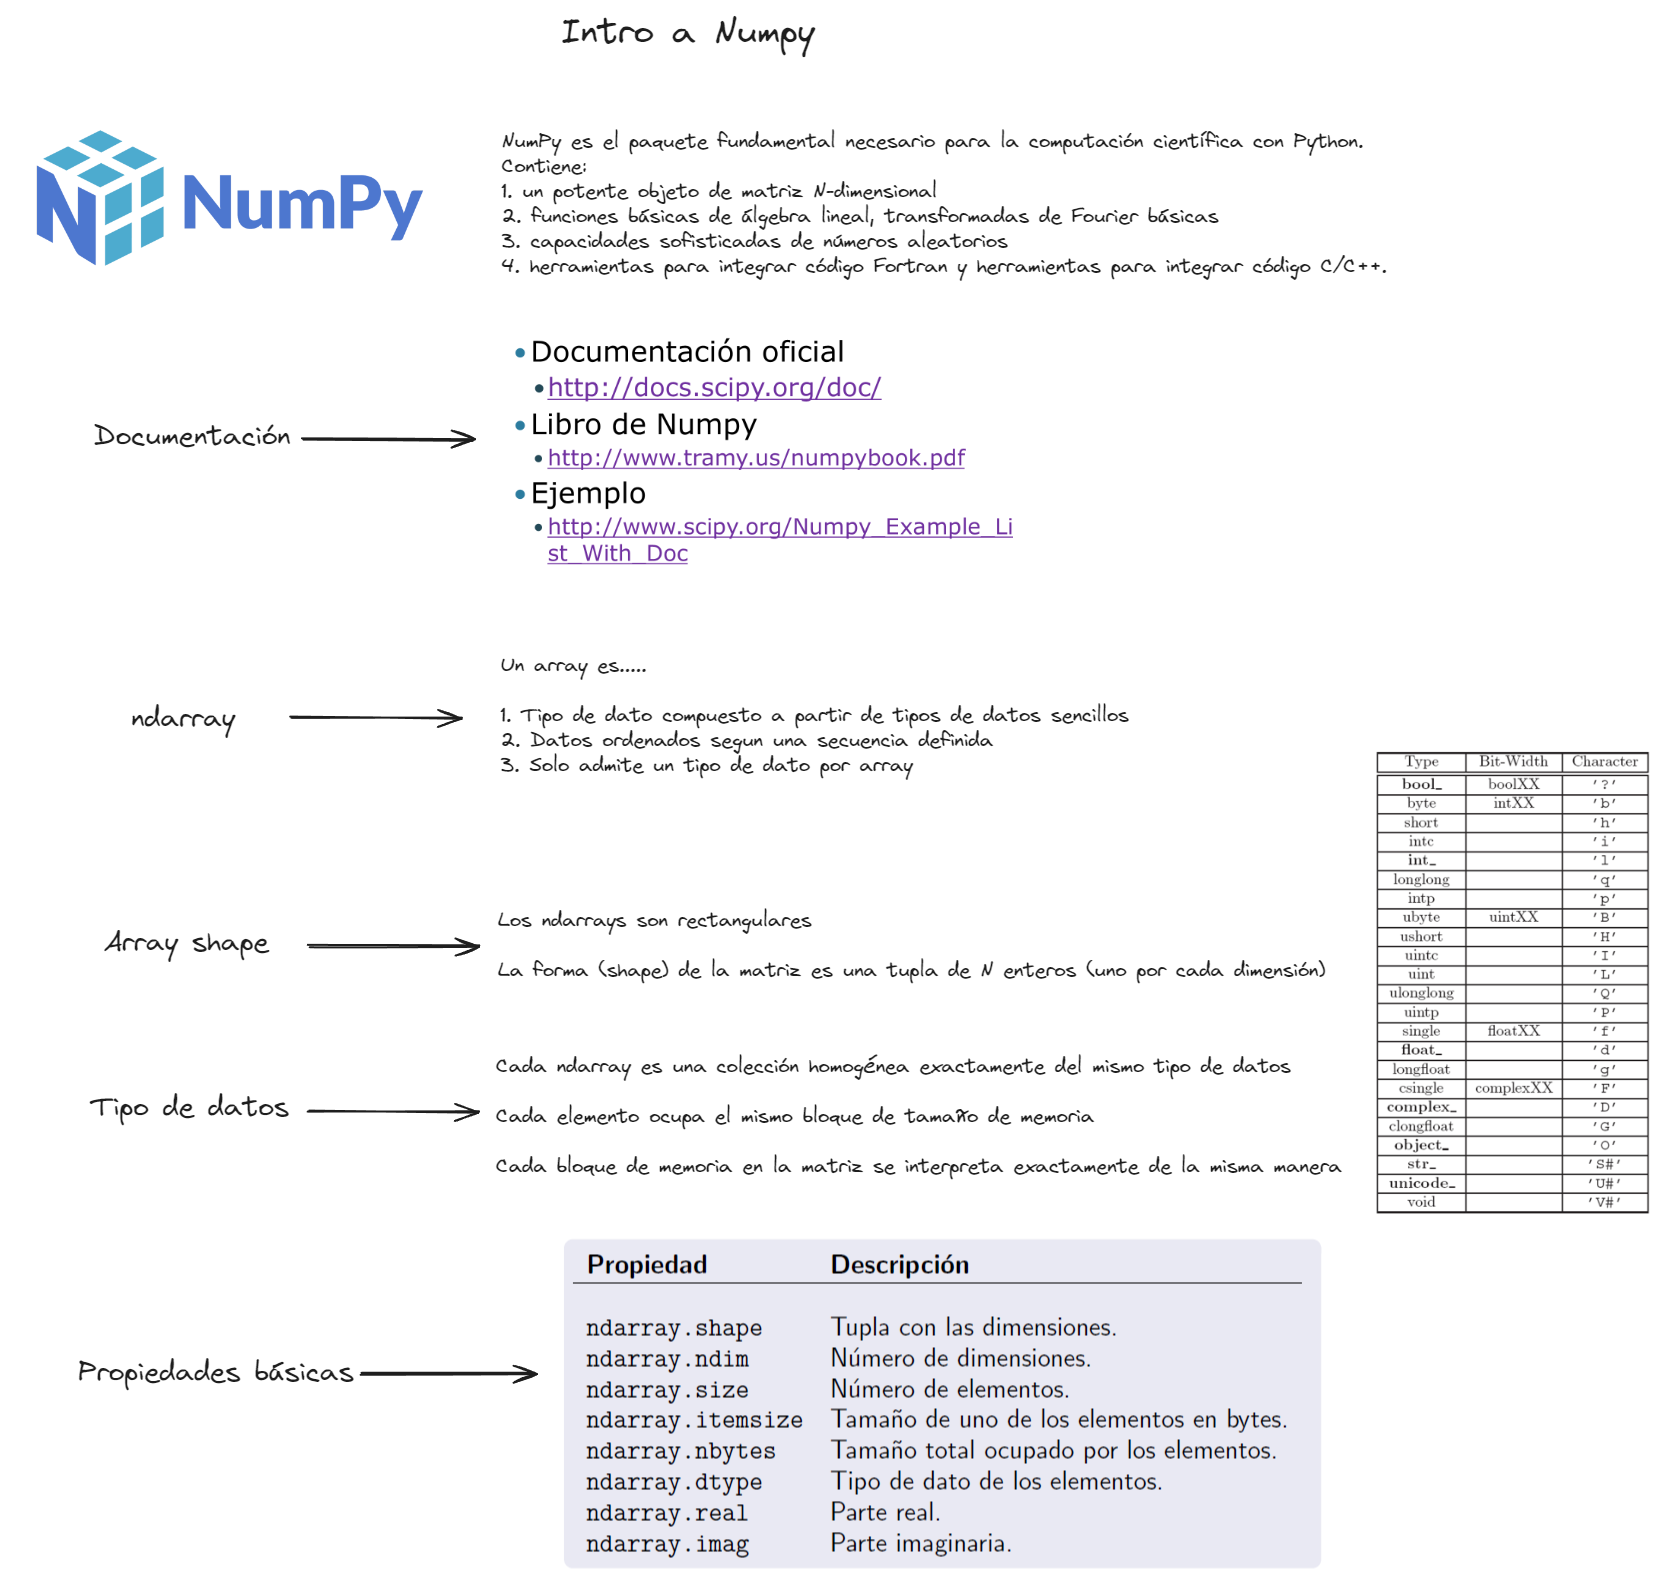 Intro a Numpy
NumPy
NumPy es el paquete fundamental necesario para la computación científica con Python.
Contiene:
1. un potente objeto de matriz N-dimensional
2. funciones básicas de álgebra lineal, transformadas de Fourier básicas
3. capacidades sofisticadas de números aleatorios
4. herramientas para integrar código Fortran y herramientas para integrar código C/C++.
Documentación
•Documentación oficial
•http://docs.scipy.org/doc/
•Libro de Numpy
•http://www.tramy.us/numpybook.pdf
•Ejemplo
•http://www.scipy.org/Numpy_Example_Li
st_With_Doc
ndarray
Un array es.....
1. Tipo de dato compuesto a partir de tipos de datos sencillos
2. Datos ordenados segun una secuencia definida
3. Solo admite un tipo de dato por array
Array shape
Los ndarrays son rectangulares
La forma (shape) de la matriz es una tupla de N enteros (uno por cada dimensión)
Tipo de datos
Cada ndarray es una colección homogénea exactamente del mismo tipo de datos
Cada elemento ocupa el mismo bloque de tamaño de memoria
Cada bloque de memoria en la matriz se interpreta exactamente de la misma manera
Type Bit-Width Character
bool_ boolXX '?'
byte intXX 'b'
short 'h'
intc 'i'
int_ 'l'
longlong 'q'
intp 'p'
ubyte uintXX 'B'
ushort 'H'
uintc 'I'
uint 'L'
ulonglong 'Q'
uintp 'P'
single floatXX 'f'
float_ 'd'
longfloat 'g'
csingle complexXX 'F'
complex_ 'D'
clongfloat 'G'
object_ 'O'
str_ 'S#'
unicode_ 'U#'
void 'V#'
Propiedades básicas
Propiedad Descripción
ndarray.shape Tupla con las dimensiones.
ndarray.ndim Número de dimensiones.
ndarray.size Número de elementos.
ndarray.itemsize Tamaño de uno de los elementos en bytes.
ndarray.nbytes Tamaño total ocupado por los elementos.
ndarray.dtype Tipo de dato de los elementos.
ndarray.real Parte real.
ndarray.imag Parte imaginaria.